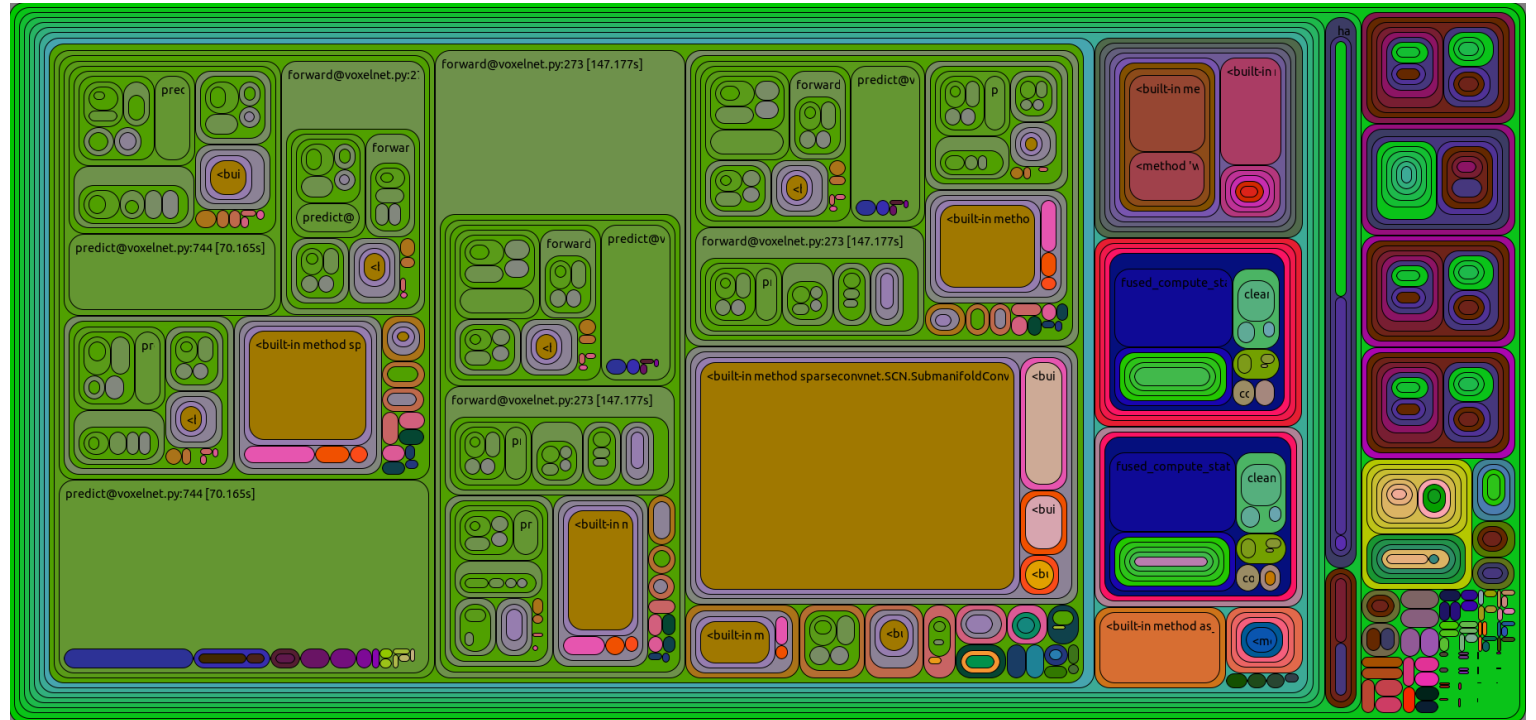 prec
forward@voxelnet.py:27
forward@voxelnet.py:273 [147.177s]
forward
predict@v
p
<built-in me
<built-in
<method 'w
ha
<bui
forwar
predict@
predict@voxelnet.py:744 [70.165s]
<l
forward
predict@v
<l
forward@voxelnet.py:273 [147.177s]
pr
<built-in metho
fused_compute_sta
clear
cc
pr
<built-in method sp
<l
<l
forward@voxelnet.py:273 [147.177s]
pr
<built-in method sparseconvnet.SCN.SubmanifoldConv
<bui
fused_compute_stat
clean
co
predict@voxelnet.py:744 [70.165s]
pr
<built-in n
<bui
<bu
<built-in m
<bu
<built-in method as_
<m